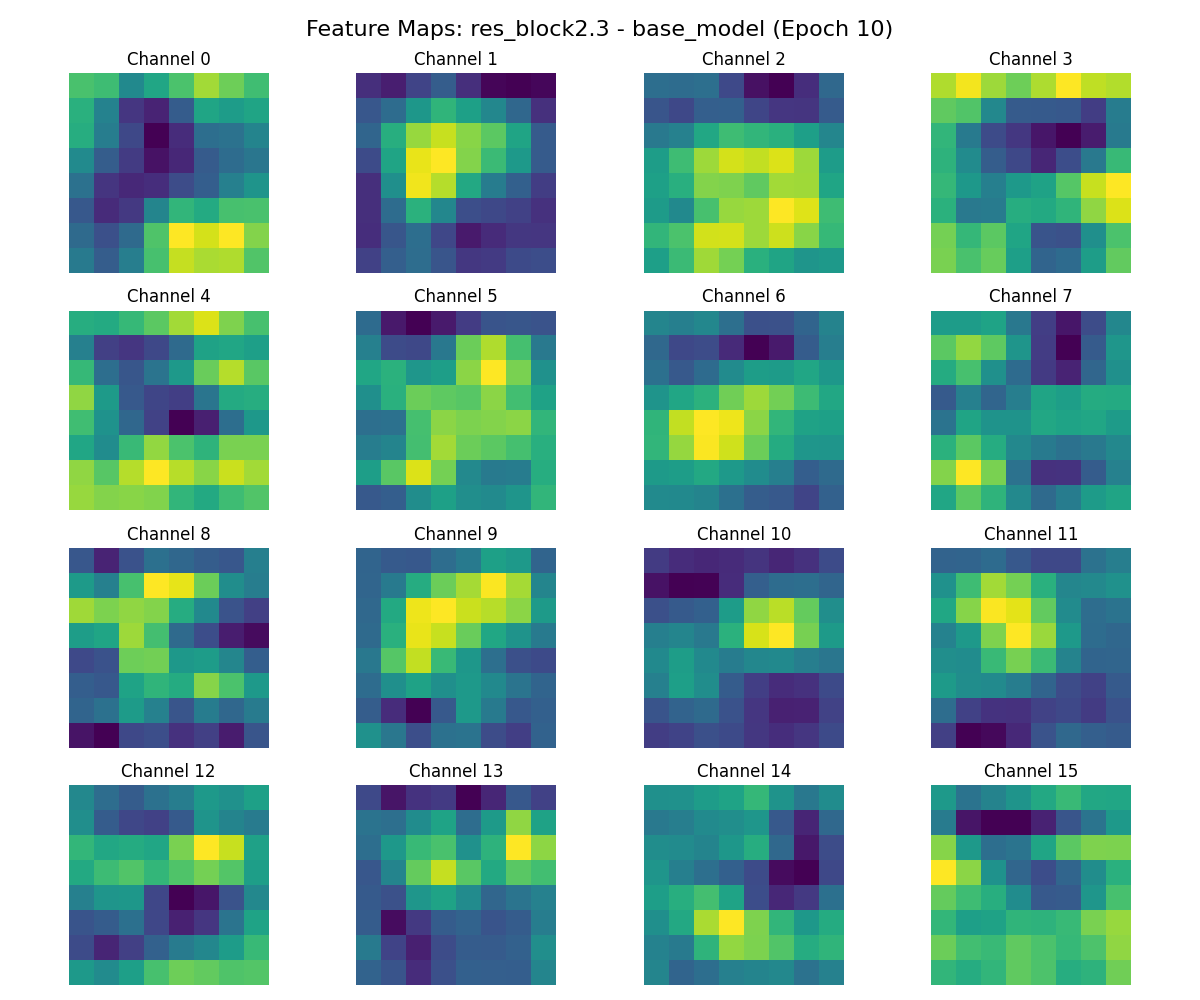 Feature Maps: res_block2.3 - base_model (Epoch 10)
Channel 0
Channel 1
Channel 2
Channel 3
Channel 4
Channel 5
Channel 6
Channel 7
Channel 8
Channel 9
Channel 10
Channel 11
Channel 12
Channel 13
Channel 14
Channel 15